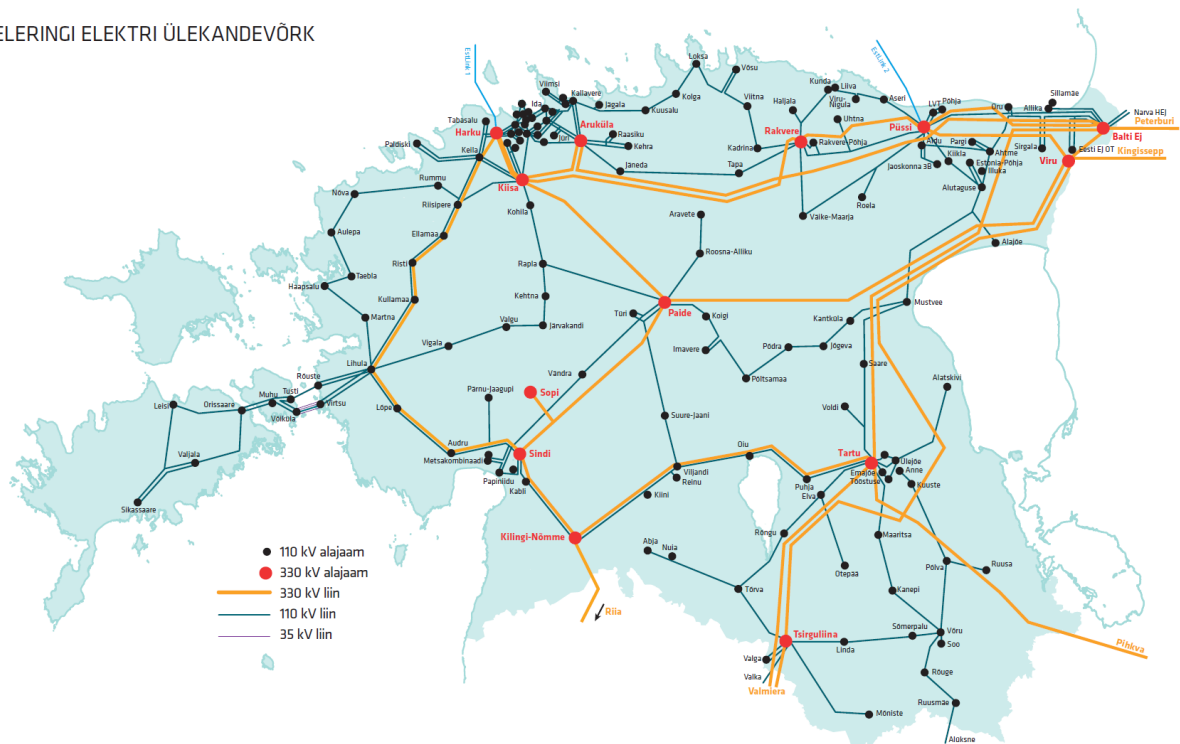 ELERINGI ELEKTRI ÜLEKANDEVÕRK
EstLink 1
EstLink 2
Loksa
Võsu
Viimsi
Kallavere
Ida
Jägala
Kuusalu
Kolga
Viitna
Haljala
Kunda
Liiva
Viru-
Nigula
Aseri
Uhtna
LVT
Põhja
Oru
Allika
Sillamäe
Narva HEJ
Peterburi
Balti Ej
Kingissepp
Tabasalu
Harku
Aruküla
Raasiku
Kehra
Jüri
Rakvere
Rakvere-Põhja
Püssi
Aidu
Pargi
Ahtme
Sirgala
Viru
Eesti EJ OT
Paldiski
Keila
Kadrina
Kiikla
Estonia-Põhja
Illuka
Jaoskonna 3B
Alutaguse
Janeda
Tapa
Kiisa
Rummu
Nõva
Riisipere
Kohila
Aravete
Väike-Maarja
Roela
Aulepa
Ellamaa
Roosna-Alliku
Alajõe
Risti
Rapla
Taebla
Haapsalu
Kullamaa
Kehtna
Martna
Valgu
Järvakandi
Türi
Paide
Koigi
Kantküla
Mustvee
Vigala
Imavere
Põdra
Jõgeva
Lihula
Vändra
Põltsamaa
Saare
Rõuste
Tusti
Muhu
Orissaare
Leisi
Virtsu
Võiküla
Pärnu-Jaagupi
Sopi
Alatskivi
Lõpe
Suure-Jaani
Voldi
Valjala
Audru
Metsakombinaadi
Sindi
Oiu
Tartu
Ülejõe
Anne
Emajõe
Tööstuse
Papiniidu
Kabli
Viljandi
Reinu
Puhja
Elva
Kuuste
Sikassaare
Kiini
Kilingi-Nõmme
Rõngu
Maaritsa
Abja
Nuia
Otepää
Põlva
Ruusa
110 kV alajaam
330 kV alajaam
330 kV liin
110 kV liin
35 kV liin
Riia
Tõrva
Kanepi
Tsirguliina
Sõmerpalu
Võru
Linda
Soo
Pihkva
Valga
Valka
Valmiera
Rõuge
Ruusmäe
Mõniste
Alūksne